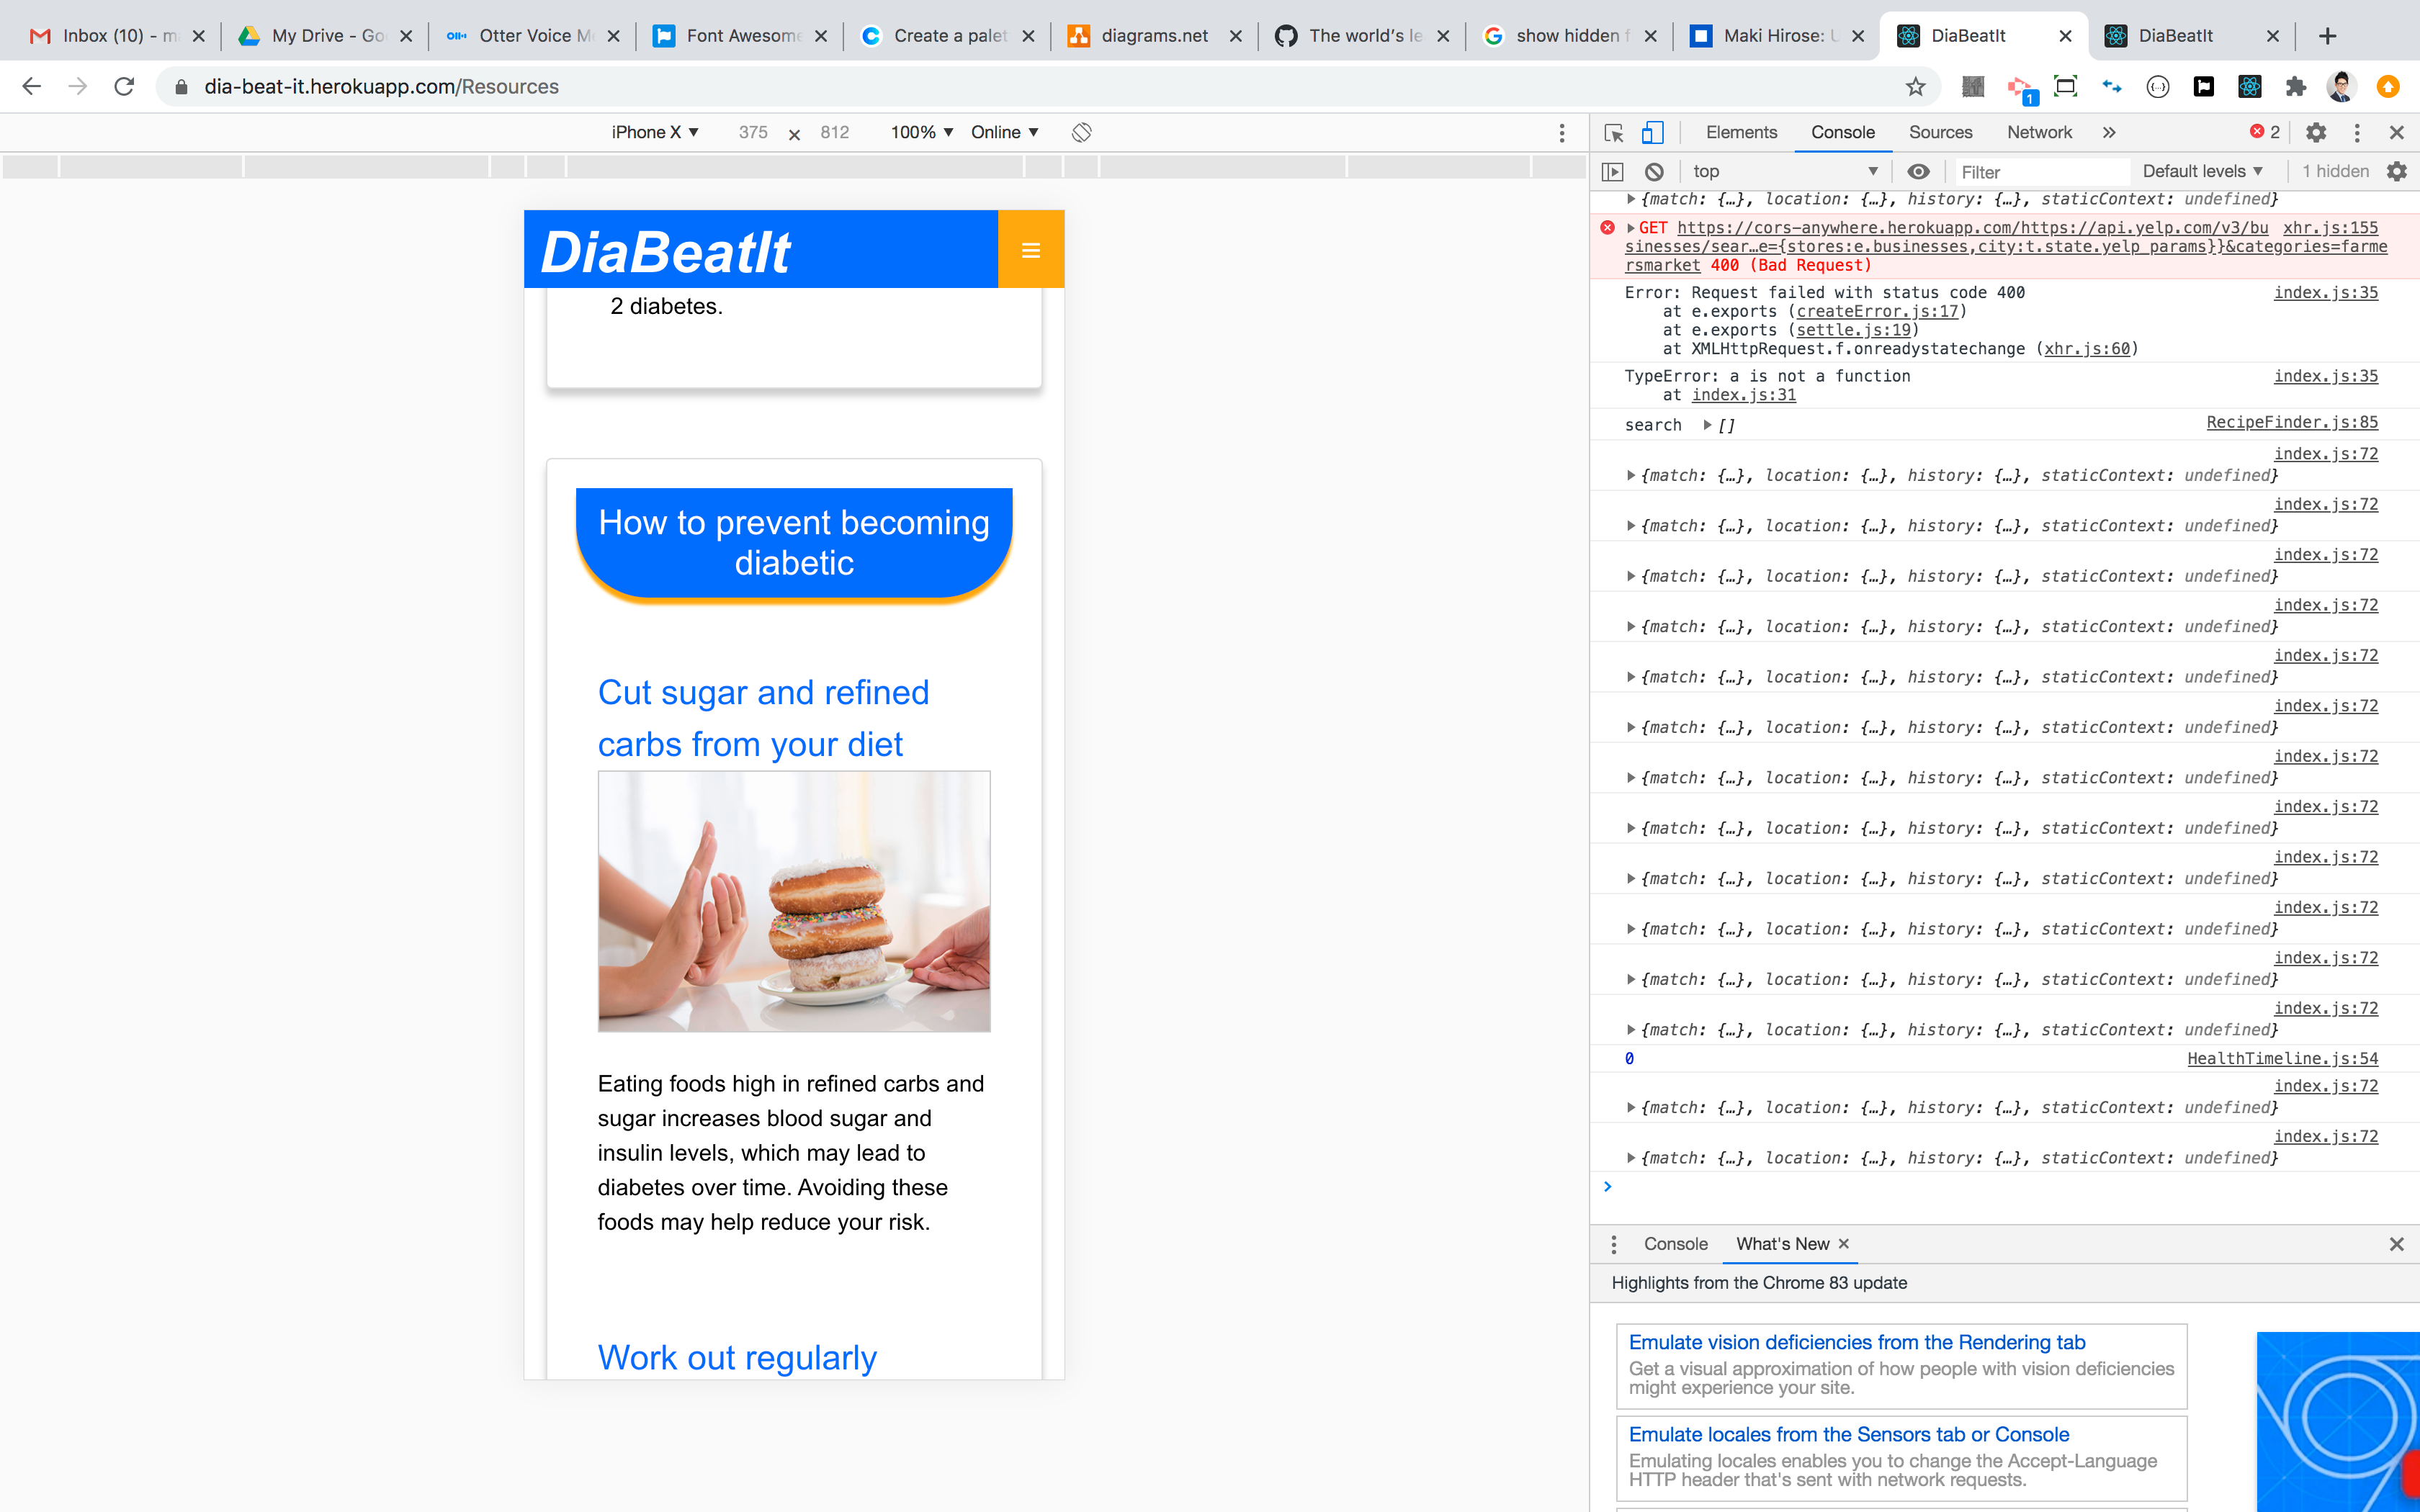 Inbox (10) - m
My Drive - Go
Otter Voice M
Font Awesome
Create a palet
diagrams.net
The world's le
show hidden f
Maki Hirose: U
DiaBeatIt
DiaBeatIt
dia-beat-it.herokuapp.com/Resources
1
iPhone X ▼ 375 × 812 100% ▼ Online ▼
DiaBeatIt
2 diabetes.
How to prevent becoming
diabetic
Cut sugar and refined
carbs from your diet
Eating foods high in refined carbs and
sugar increases blood sugar and
insulin levels, which may lead to
diabetes over time. Avoiding these
foods may help reduce your risk.
Work out regularly
Elements Console Sources Network » 2
top ▼ Filter Default levels ▼ 1 hidden
{match: {…}, location: {…}, history: {…}, staticContext: undefined}
GET https://cors-anywhere.herokuapp.com/https://api.yelp.com/v3/bu xhr.js:155
sinesses/sear…e={stores:e.businesses,city:t.state.yelp_params}}&categories=farme
rsmarket 400 (Bad Request)
Error: Request failed with status code 400 index.js:35
at e.exports (createError.js:17)
at e.exports (settle.js:19)
at XMLHttpRequest.f.onreadystatechange (xhr.js:60)
TypeError: a is not a function index.js:35
at index.js:31
search [] RecipeFinder.js:85
index.js:72
{match: {…}, location: {…}, history: {…}, staticContext: undefined}
index.js:72
{match: {…}, location: {…}, history: {…}, staticContext: undefined}
index.js:72
{match: {…}, location: {…}, history: {…}, staticContext: undefined}
index.js:72
{match: {…}, location: {…}, history: {…}, staticContext: undefined}
index.js:72
{match: {…}, location: {…}, history: {…}, staticContext: undefined}
index.js:72
{match: {…}, location: {…}, history: {…}, staticContext: undefined}
index.js:72
{match: {…}, location: {…}, history: {…}, staticContext: undefined}
index.js:72
{match: {…}, location: {…}, history: {…}, staticContext: undefined}
index.js:72
{match: {…}, location: {…}, history: {…}, staticContext: undefined}
index.js:72
{match: {…}, location: {…}, history: {…}, staticContext: undefined}
index.js:72
{match: {…}, location: {…}, history: {…}, staticContext: undefined}
index.js:72
{match: {…}, location: {…}, history: {…}, staticContext: undefined}
0 HealthTimeline.js:54
index.js:72
{match: {…}, location: {…}, history: {…}, staticContext: undefined}
index.js:72
{match: {…}, location: {…}, history: {…}, staticContext: undefined}
Console What's New
Highlights from the Chrome 83 update
Emulate vision deficiencies from the Rendering tab
Get a visual approximation of how people with vision deficiencies
might experience your site.
Emulate locales from the Sensors tab or Console
Emulating locales enables you to change the Accept-Language
HTTP header that's sent with network requests.